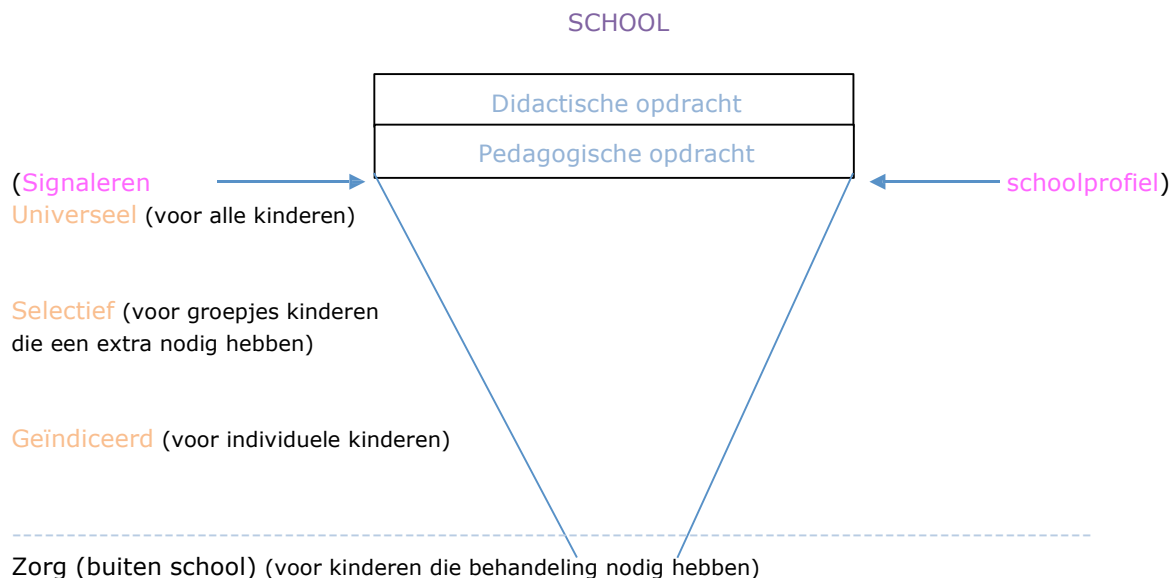 SCHOOL
Didactische opdracht
Pedagogische opdracht
(Signaleren schoolprofiel)
Universeel (voor alle kinderen)
Selectief (voor groepjes kinderen
die een extra nodig hebben)
Geïndiceerd (voor individuele kinderen)
Zorg (buiten school) (voor kinderen die behandeling nodig hebben)